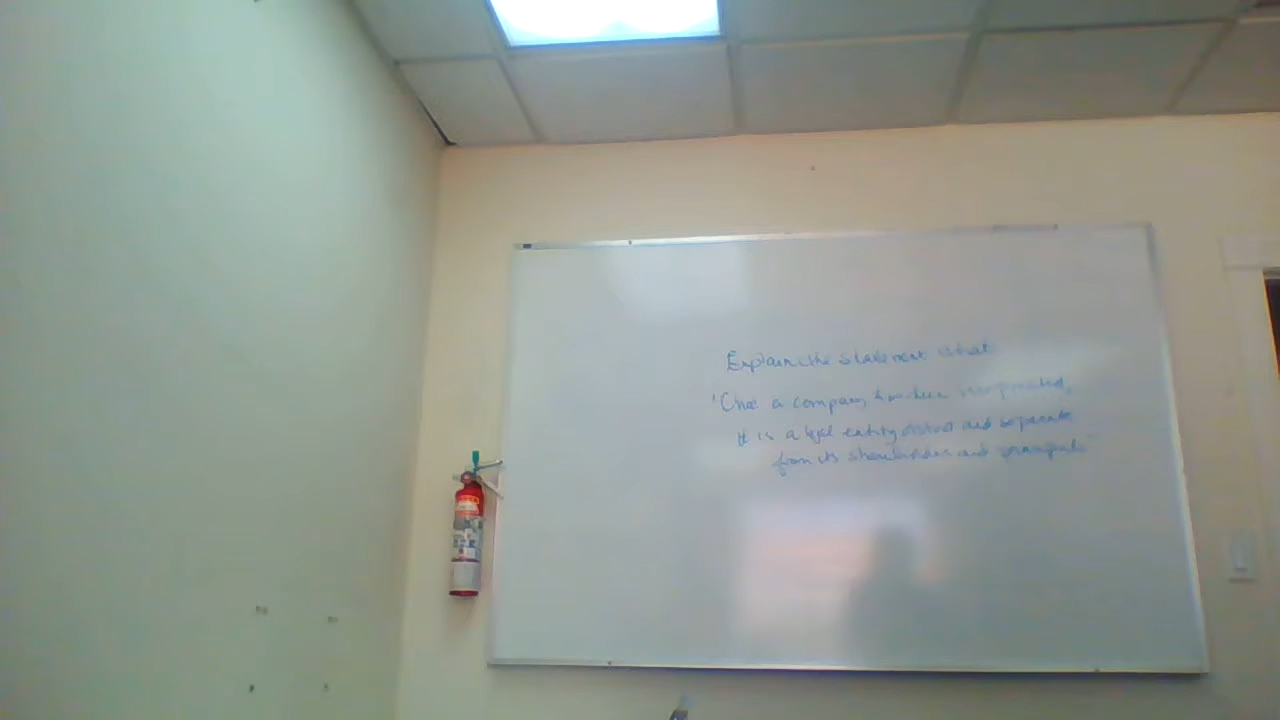 Explain the statement that
'Once a company has been incorporated,
it is a legal entity distinct and separate
from its shareholders and